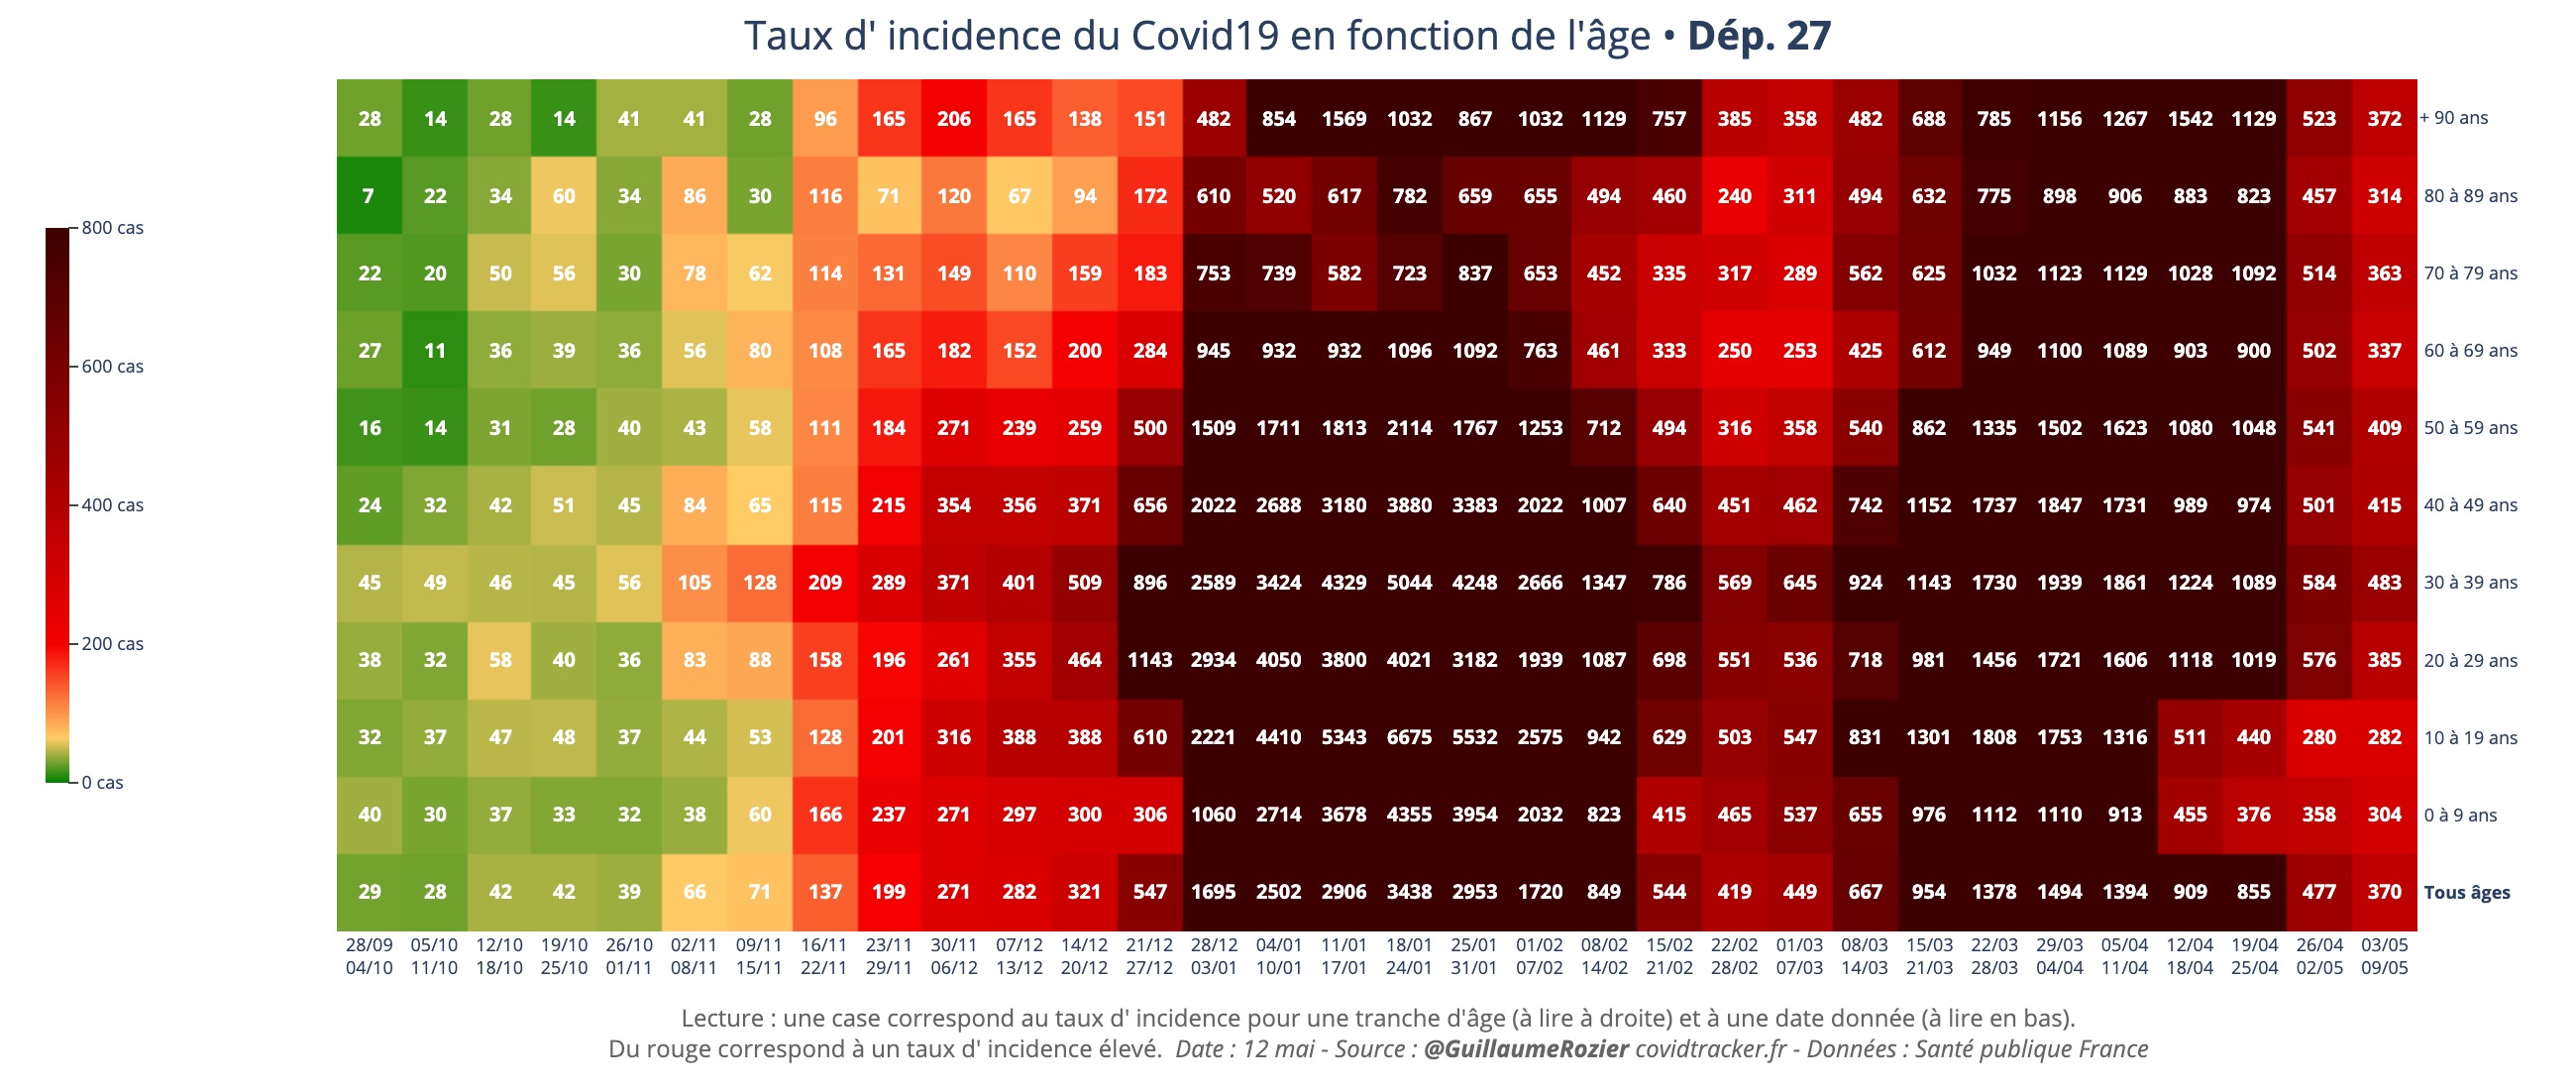 Taux d' incidence du Covid19 en fonction de l'âge • Dép. 27
800 cas
600 cas
400 cas
200 cas
0 cas
28 14 28 14 41 41 28 96 165 206 165 138 151 482 854 1569 1032 867 1032 1129 757 385 358 482 688 785 1156 1267 1542 1129 523 372 + 90 ans
7 22 34 60 34 86 30 116 71 120 67 94 172 610 520 617 782 659 655 494 460 240 311 494 632 775 898 906 883 823 457 314 80 à 89 ans
22 20 50 56 30 78 62 114 131 149 110 159 183 753 739 582 723 837 653 452 335 317 289 562 625 1032 1123 1129 1028 1092 514 363 70 à 79 ans
27 11 36 39 36 56 80 108 165 182 152 200 284 945 932 932 1096 1092 763 461 333 250 253 425 612 949 1100 1089 903 900 502 337 60 à 69 ans
16 14 31 28 40 43 58 111 184 271 239 259 500 1509 1711 1813 2114 1767 1253 712 494 316 358 540 862 1335 1502 1623 1080 1048 541 409 50 à 59 ans
24 32 42 51 45 84 65 115 215 354 356 371 656 2022 2688 3180 3880 3383 2022 1007 640 451 462 742 1152 1737 1847 1731 989 974 501 415 40 à 49 ans
45 49 46 45 56 105 128 209 289 371 401 509 896 2589 3424 4329 5044 4248 2666 1347 786 569 645 924 1143 1730 1939 1861 1224 1089 584 483 30 à 39 ans
38 32 58 40 36 83 88 158 196 261 355 464 1143 2934 4050 3800 4021 3182 1939 1087 698 551 536 718 981 1456 1721 1606 1118 1019 576 385 20 à 29 ans
32 37 47 48 37 44 53 128 201 316 388 388 610 2221 4410 5343 6675 5532 2575 942 629 503 547 831 1301 1808 1753 1316 511 440 280 282 10 à 19 ans
40 30 37 33 32 38 60 166 237 271 297 300 306 1060 2714 3678 4355 3954 2032 823 415 465 537 655 976 1112 1110 913 455 376 358 304 0 à 9 ans
29 28 42 42 39 66 71 137 199 271 282 321 547 1695 2502 2906 3438 2953 1720 849 544 419 449 667 954 1378 1494 1394 909 855 477 370 Tous âges
28/09 05/10 12/10 19/10 26/10 02/11 09/11 16/11 23/11 30/11 07/12 14/12 21/12 28/12 04/01 11/01 18/01 25/01 01/02 08/02 15/02 22/02 01/03 08/03 15/03 22/03 29/03 05/04 12/04 19/04 26/04 03/05
04/10 11/10 18/10 25/10 01/11 08/11 15/11 22/11 29/11 06/12 13/12 20/12 27/12 03/01 10/01 17/01 24/01 31/01 07/02 14/02 21/02 28/02 07/03 14/03 21/03 28/03 04/04 11/04 18/04 25/04 02/05 09/05
Lecture : une case correspond au taux d' incidence pour une tranche d'âge (à lire à droite) et à une date donnée (à lire en bas).
Du rouge correspond à un taux d' incidence élevé. Date : 12 mai - Source : @GuillaumeRozier covidtracker.fr - Données : Santé publique France